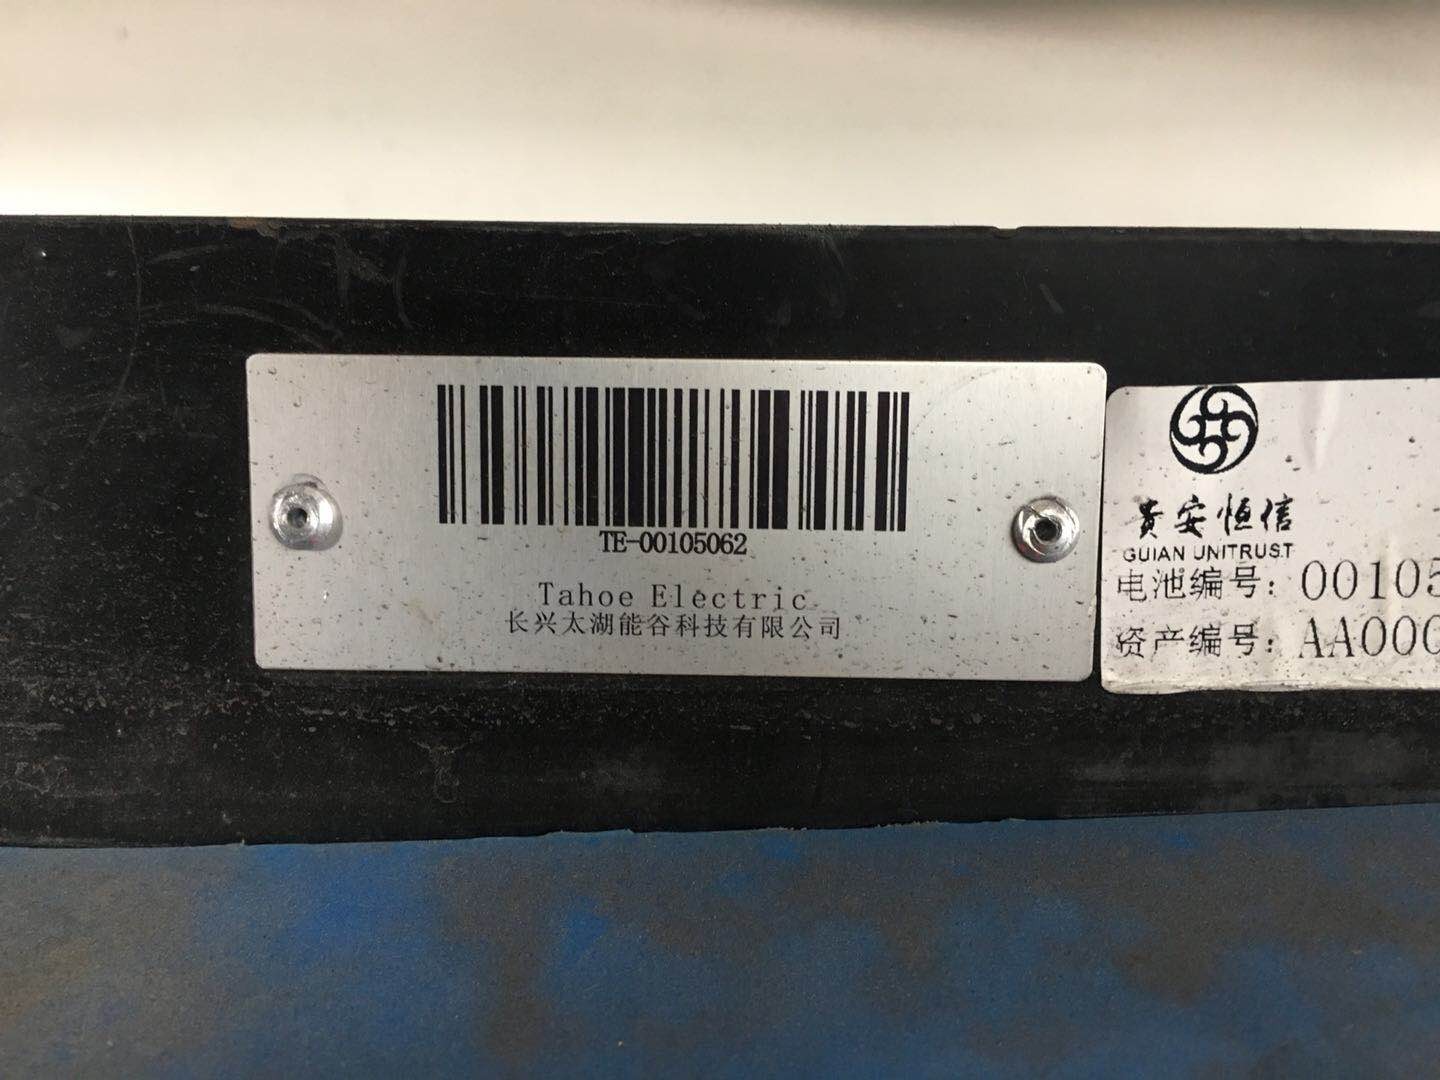 TE-00105062
Tahoe Electric
长兴太湖能谷科技有限公司
贵安恒信
GUIAN UNITRUST
电池编号：00105
资产编号：AA000